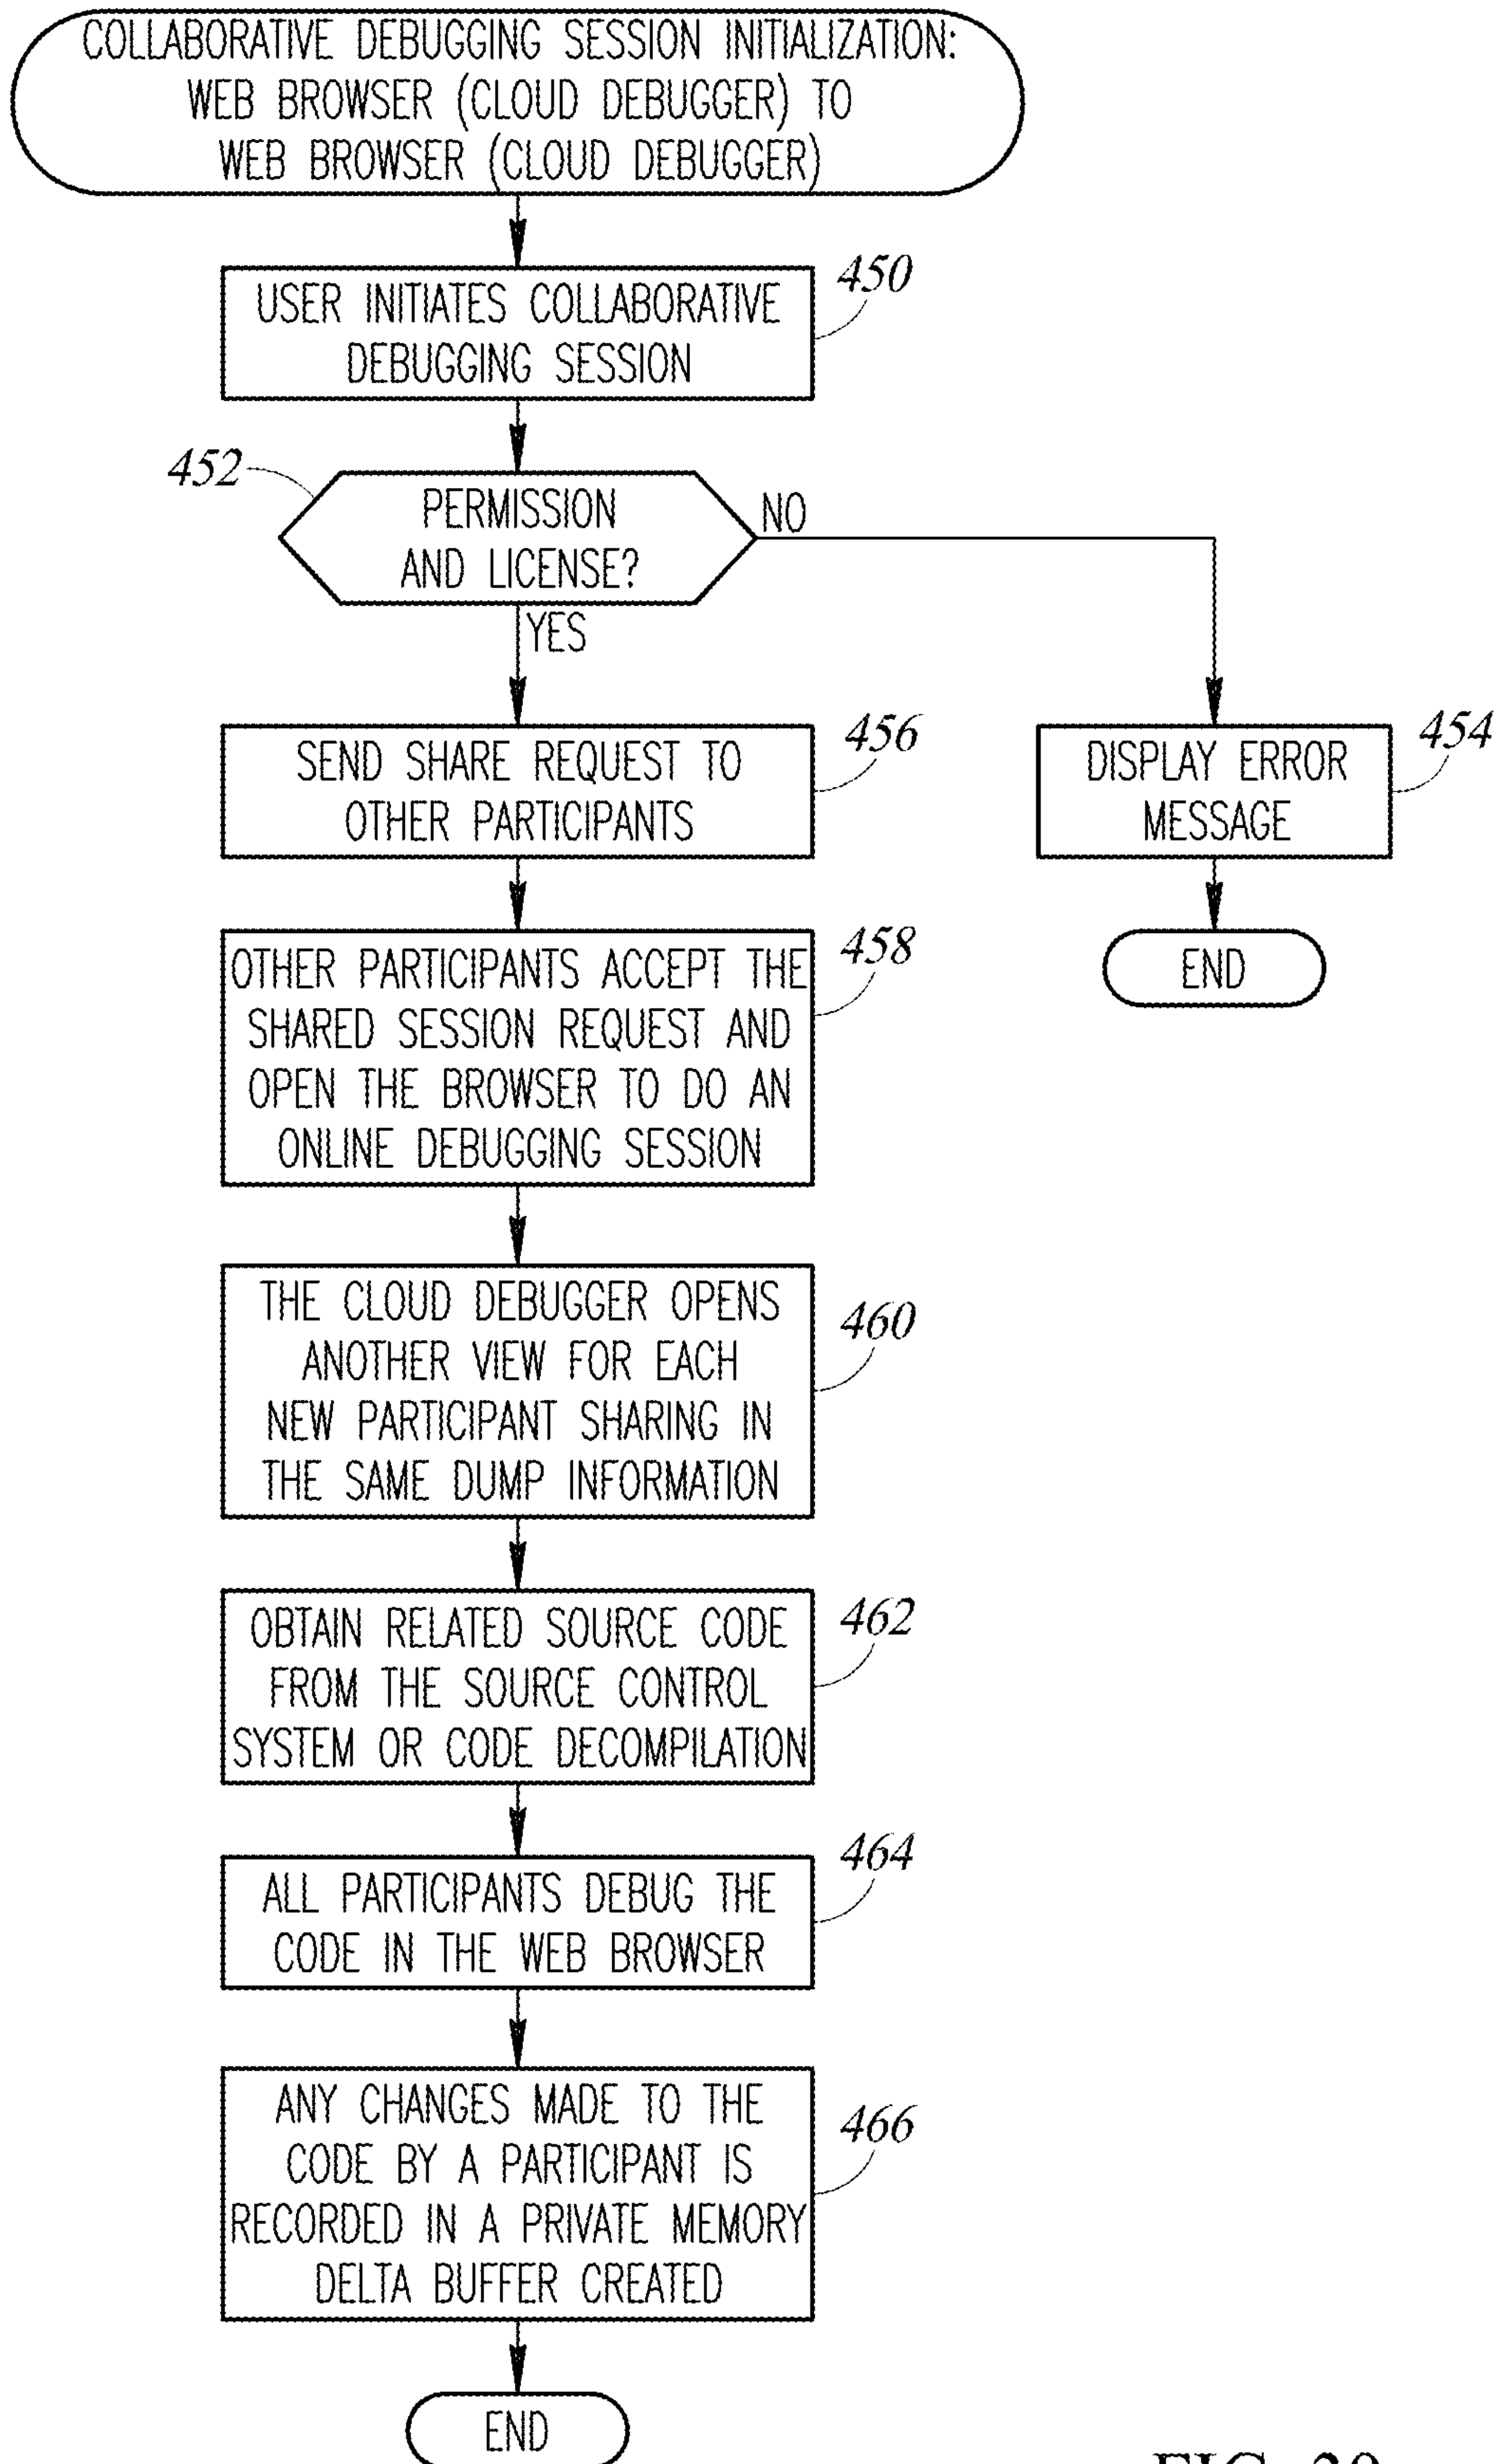 COLLABORATIVE DEBUGGING SESSION INITIALIZATION:
WEB BROWSER (CLOUD DEBUGGER) TO
WEB BROWSER (CLOUD DEBUGGER)
450
USER INITIATES COLLABORATIVE
DEBUGGING SESSION
452
PERMISSION
AND LICENSE?
NO
YES
456
SEND SHARE REQUEST TO
OTHER PARTICIPANTS
454
DISPLAY ERROR
MESSAGE
END
458
OTHER PARTICIPANTS ACCEPT THE
SHARED SESSION REQUEST AND
OPEN THE BROWSER TO DO AN
ONLINE DEBUGGING SESSION
460
THE CLOUD DEBUGGER OPENS
ANOTHER VIEW FOR EACH
NEW PARTICIPANT SHARING IN
THE SAME DUMP INFORMATION
462
OBTAIN RELATED SOURCE CODE
FROM THE SOURCE CONTROL
SYSTEM OR CODE DECOMPILATION
464
ALL PARTICIPANTS DEBUG THE
CODE IN THE WEB BROWSER
466
ANY CHANGES MADE TO THE
CODE BY A PARTICIPANT IS
RECORDED IN A PRIVATE MEMORY
DELTA BUFFER CREATED
END